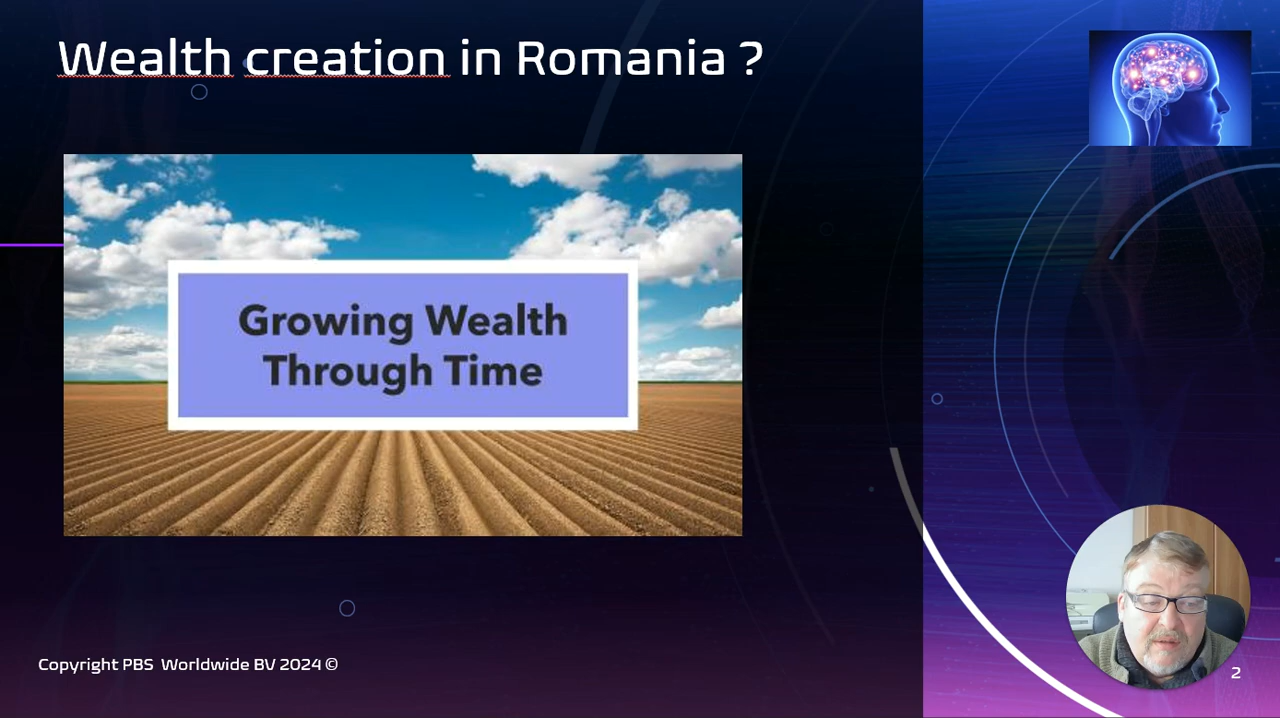 Wealth creation in Romania ?
Growing Wealth
Through Time
Copyright PBS Worldwide BV 2024 ©
2